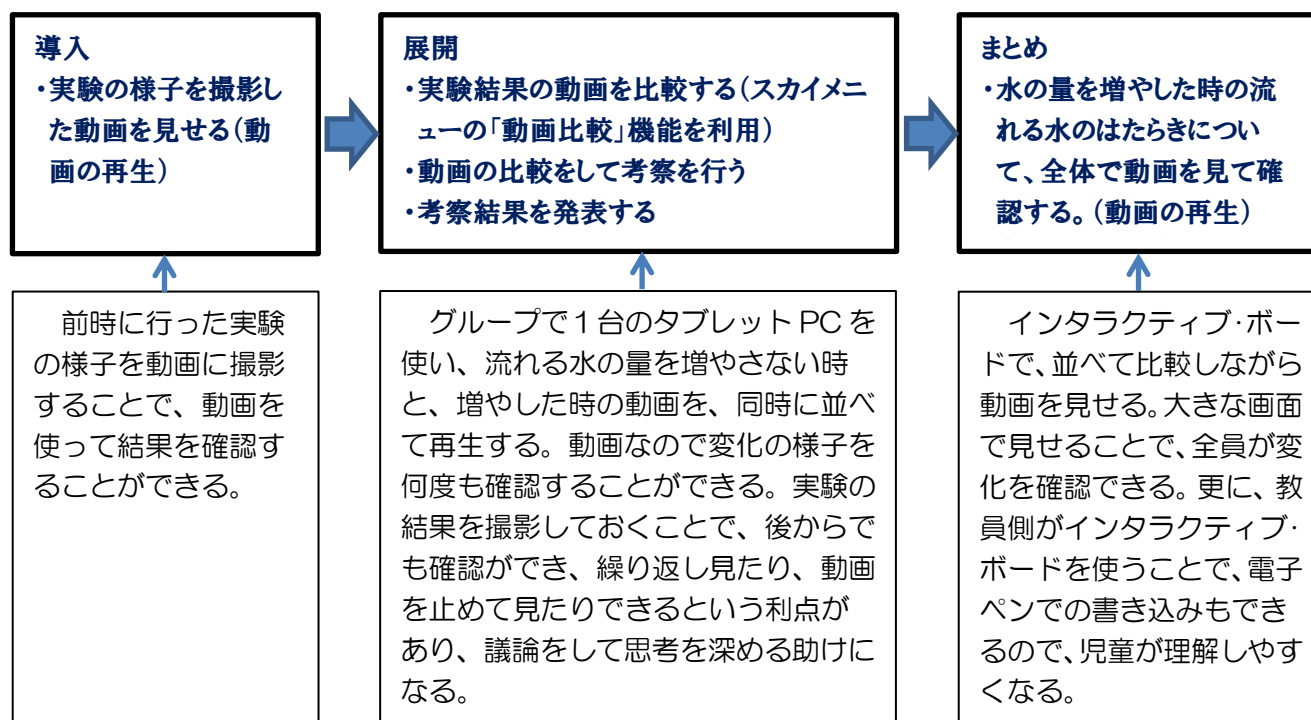 導入
・実験の様子を撮影し
た動画を見せる(動
画の再生)
展開
・実験結果の動画を比較する(スカイメニ
ューの「動画比較」機能を利用)
・動画の比較をして考察を行う
・考察結果を発表する
まとめ
・水の量を増やした時の流
れる水のはたらきについ
て、全体で動画を見て確
認する。(動画の再生)
前時に行った実験
の様子を動画に撮影
することで、動画を
使って結果を確認す
ることができる。
グループで1台のタブレットPCを
使い、流れる水の量を増やさない時
と、増やした時の動画を、同時に並べ
て再生する。動画なので変化の様子を
何度も確認することができる。実験の
結果を撮影しておくことで、後からで
も確認ができ、繰り返し見たり、動画
を止めて見たりできるという利点が
あり、議論をして思考を深める助けに
なる。
インタラクティブ・ボー
ドで、並べて比較しながら
動画を見せる。大きな画面
で見せることで、全員が変
化を確認できる。更に、教
員側がインタラクティブ・
ボードを使うことで、電子
ペンでの書き込みもでき
るので、児童が理解しやす
くなる。